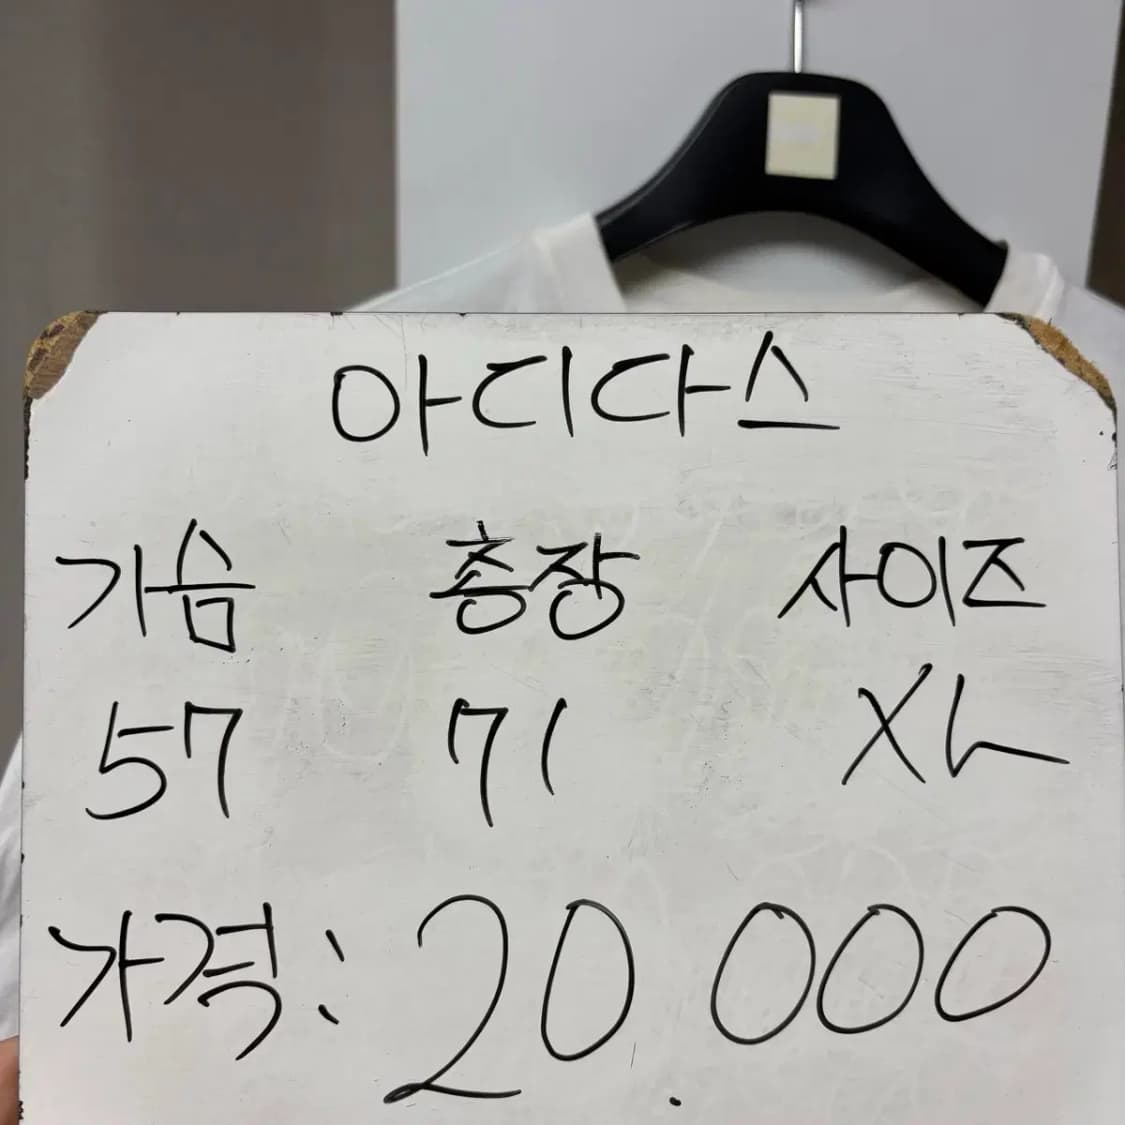 아디다스
가슴 총장 사이즈
57 71 XL
가격: 20.000